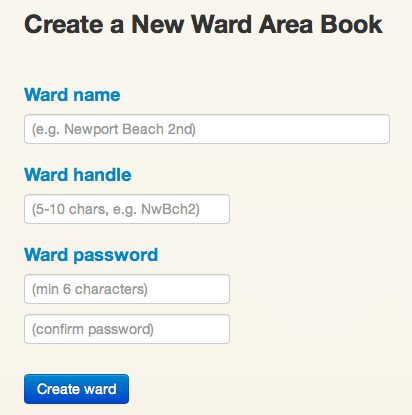 Create a New Ward Area Book
Ward name
(e.g. Newport Beach 2nd)
Ward handle
(5-10 chars, e.g. NwBch2)
Ward password
(min 6 characters)
(confirm password)
Create ward